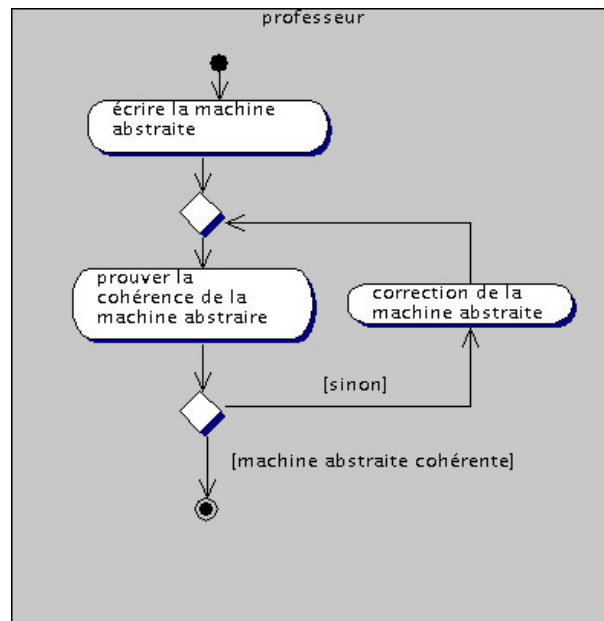 professeur
écrire la machine
abstraite
prouver la
cohérence de la
machine abstraire
correction de la
machine abstraite
[sinon]
[machine abstraite cohérente]